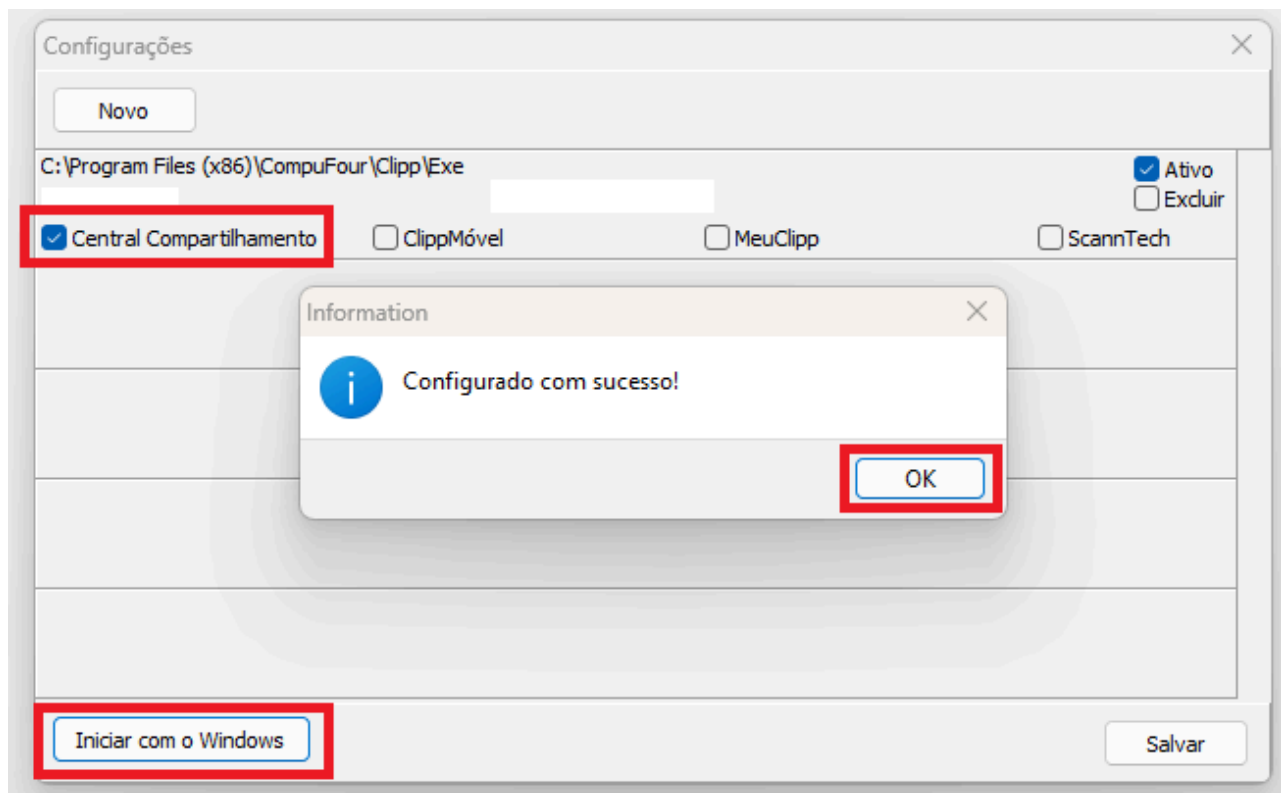 Configurações
Novo
C:\Program Files (x86)\CompuFour\Clipp\Exe
Ativo
Excluir
Central Compartilhamento ClippMóvel MeuClipp ScannTech
Information
Configurado com sucesso!
OK
Iniciar com o Windows Salvar